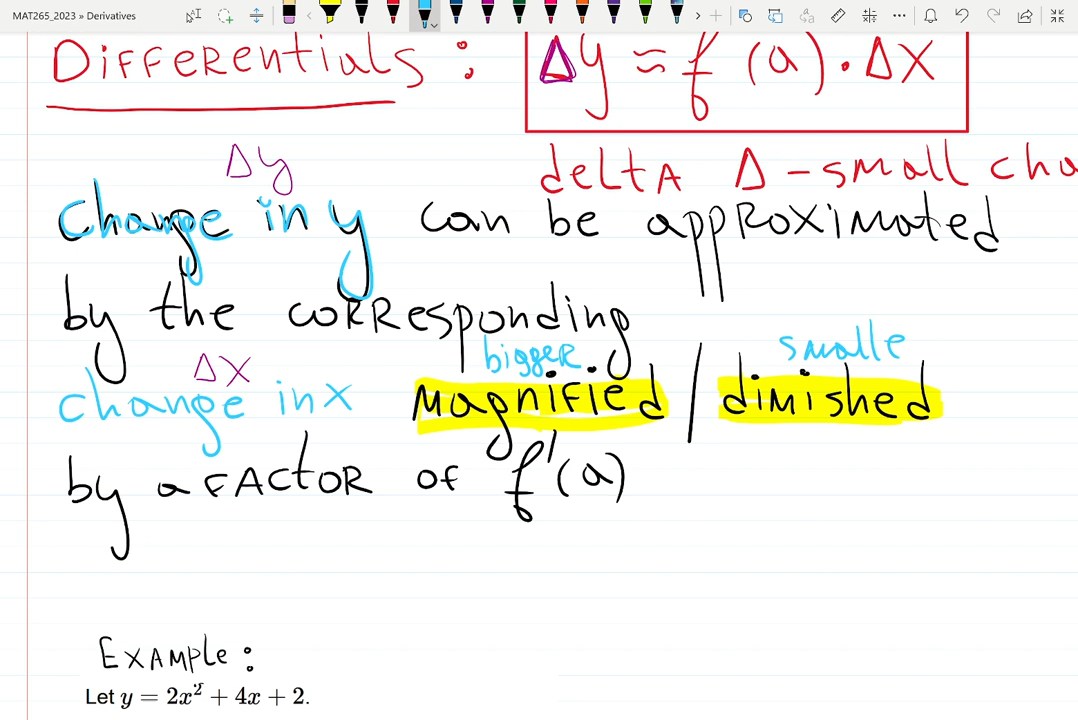 MAT265_2023 » Derivatives
Differentials : Δy ≈ f (a) · Δx
delta Δ - small cha
Δy
change in y can be approximated
by the corresponding
bigger smalle
Δx
change in x magnified / dimished
by a factor of f'(a)
Example :
Let y = 2x² + 4x + 2.